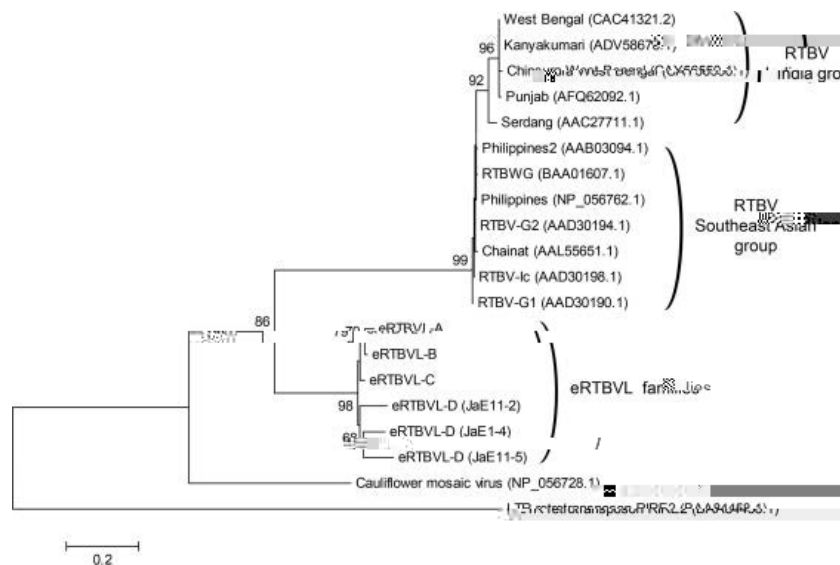 West Bengal (CAC41321.2)
96
Kanyakumari
RTBV
92
Punjab (AFQ62092.1)
Serdang (AAC27711.1)
Philippines2 (AAB03094.1)
RTBWG (BAA01607.1)
Philippines (NP_056762.1)
RTBV
RTBV-G2 (AAD30194.1)
Southeast Asian
group
Chainat (AAL55651.1)
99
RTBV-Ic (AAD30198.1)
RTBV-G1 (AAD30190.1)
86
eRTBVL-A
eRTBVL-B
eRTBVL-C
eRTBVL
98
eRTBVL-D (JaE11-2)
eRTBVL-D (JaE1-4)
eRTBVL-D (JaE11-5)
Cauliflower mosaic virus (NP_056728.1)
0.2